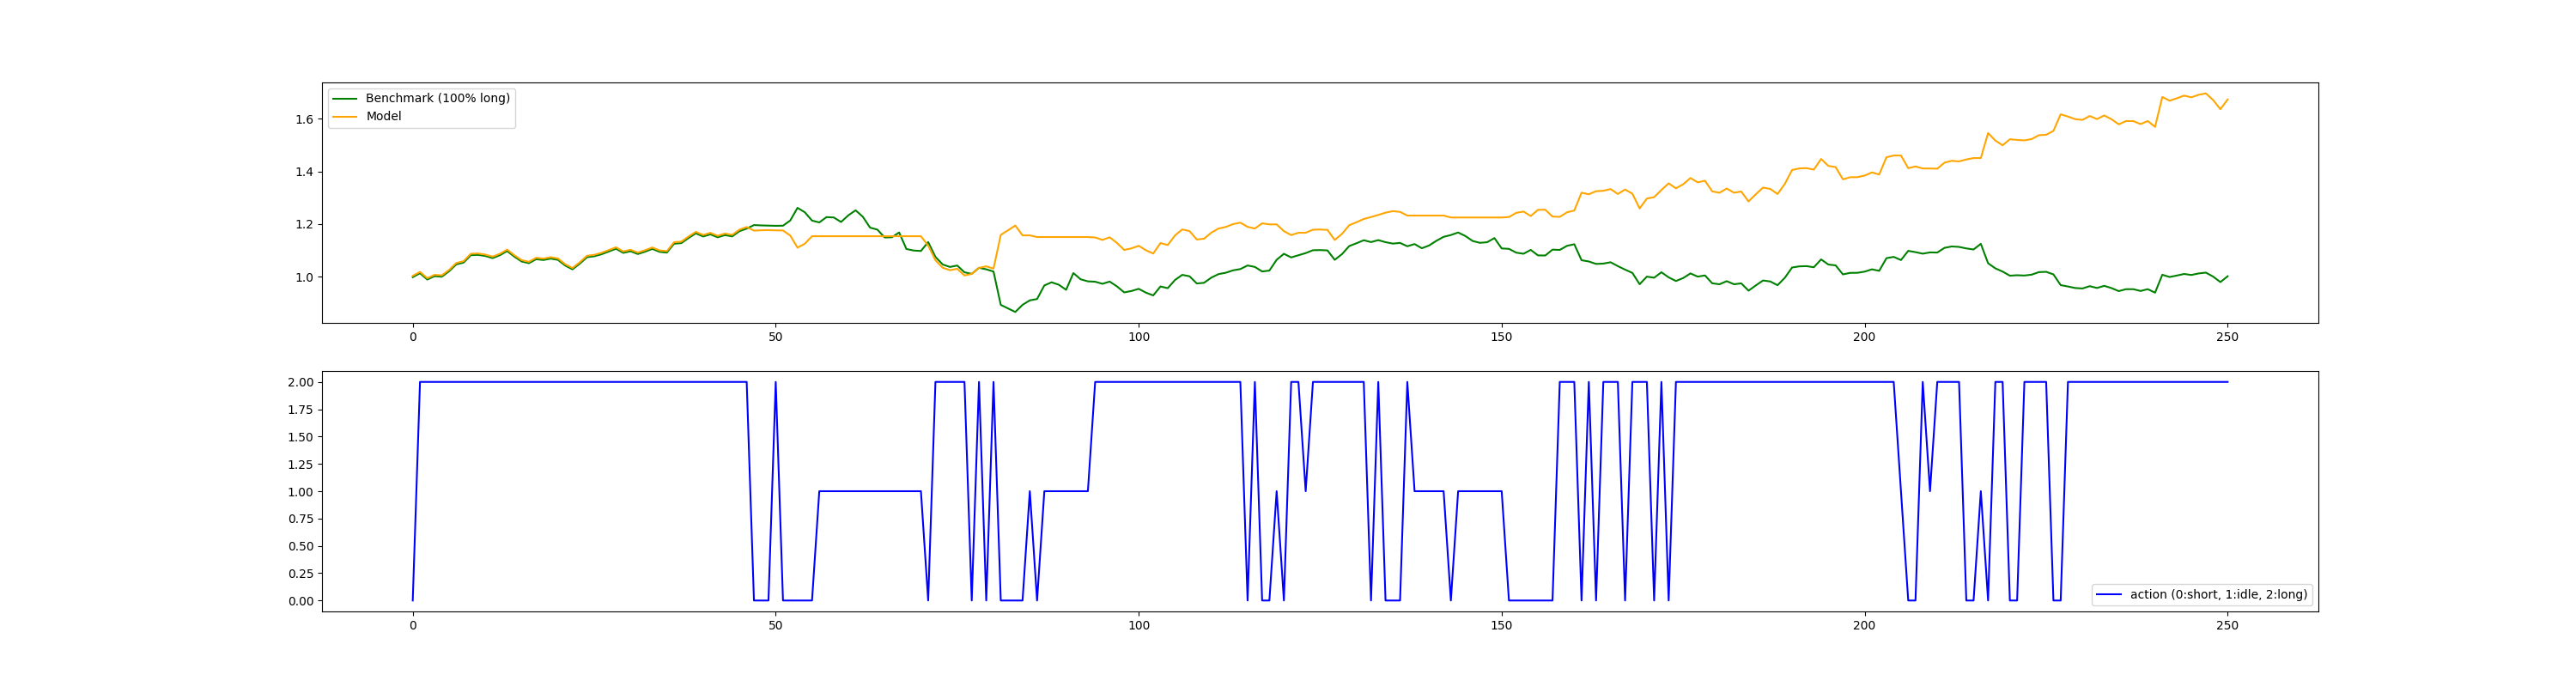 Benchmark (100% long)
Model
1.6
1.4
1.2
1.0
0 50 100 150 200 250
2.00
1.75
1.50
1.25
1.00
0.75
0.50
0.25
0.00
action (0:short, 1:idle, 2:long)
0 50 100 150 200 250